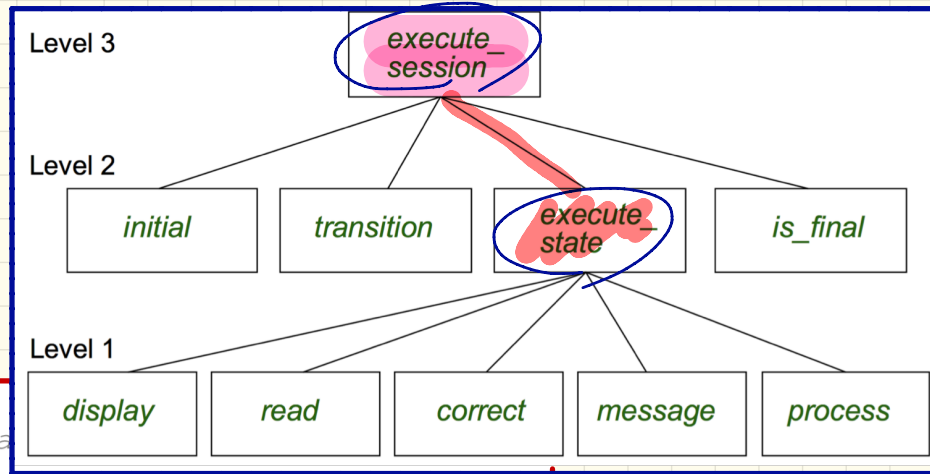 Level 3
execute_
session
Level 2
initial
transition
execute_
state
is_final
Level 1
display
read
correct
message
process